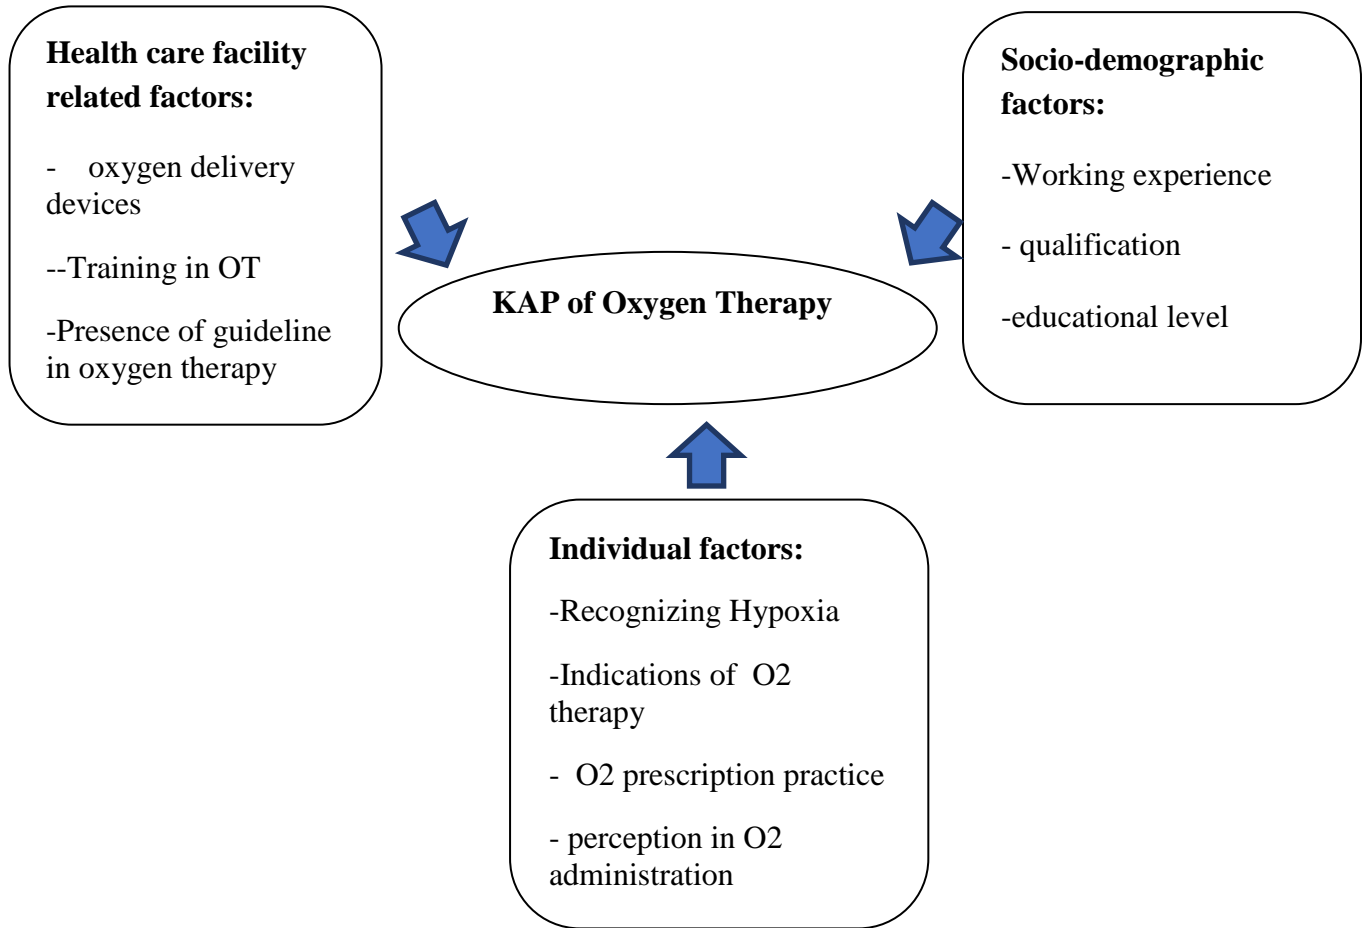 Health care facility
related factors:
-    oxygen delivery
devices
--Training in OT
-Presence of guideline
in oxygen therapy
Socio-demographic
factors:
-Working experience
- qualification
-educational level
KAP of Oxygen Therapy
Individual factors:
-Recognizing Hypoxia
-Indications of  O2
therapy
-  O2 prescription practice
- perception in O2
administration